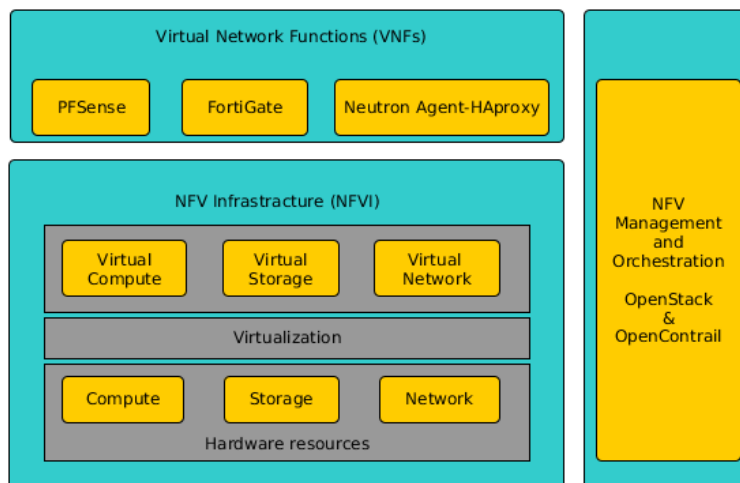 Virtual Network Functions (VNFs)
PFSense
FortiGate
Neutron Agent-HAproxy
NFV Infrastracture (NFVI)
Virtual
Compute
Virtual
Storage
Virtual
Network
Virtualization
Compute
Storage
Network
Hardware resources
NFV
Management
and
Orchestration
OpenStack
&
OpenContrail